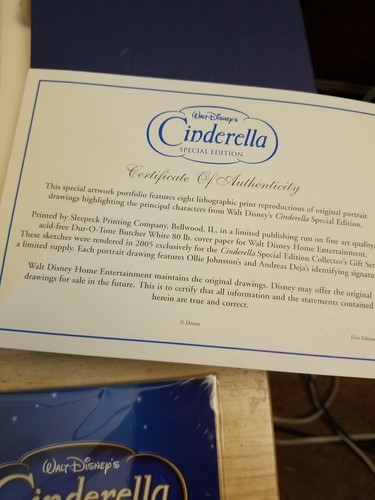 WALT DISNEY'S
Cinderella
SPECIAL EDITION
Certificate Of Authenticity
This special artwork portfolio features eight lithographic print reproductions of original portrait
drawings highlighting the principal characters from Walt Disney's Cinderella Special Edition.
Printed by Sleepeck Printing Company, Bellwood, IL, in a limited publishing run on fine art quality,
acid-free Dur-O-Tone Butcher White 80 lb. cover paper for Walt Disney Home Entertainment.
These sketches were rendered in 2005 exclusively for the Cinderella Special Edition Collector's Gift Set
a limited supply. Each portrait drawing features Ollie Johnston's and Andreas Deja's identifying
Walt Disney Home Entertainment maintains the original drawings. Disney may offer the original
drawings for sale in the future. This is to certify that all information and the statements contained
herein are true and correct.
© Disney
First Edition
WALT DISNEY'S
Cinderella